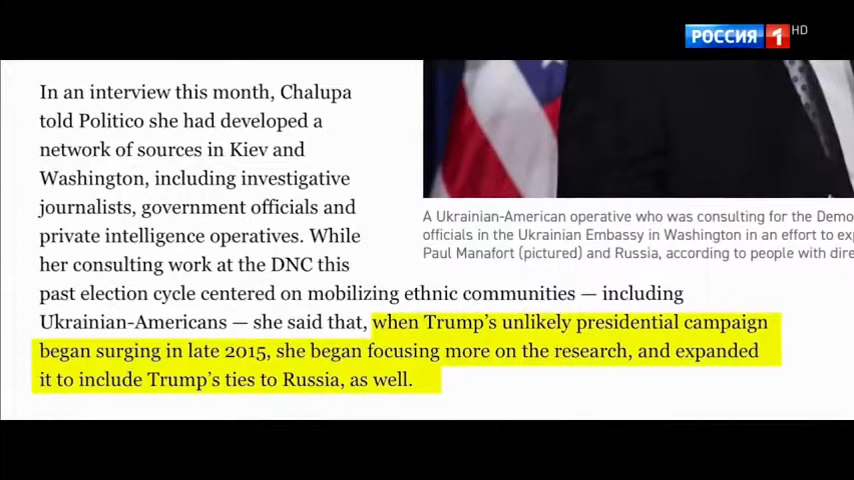 РОССИЯ 1 HD
In an interview this month, Chalupa
told Politico she had developed a
network of sources in Kiev and
Washington, including investigative
journalists, government officials and
private intelligence operatives. While
her consulting work at the DNC this
past election cycle centered on mobilizing ethnic communities — including
Ukrainian-Americans — she said that, when Trump's unlikely presidential campaign
began surging in late 2015, she began focusing more on the research, and expanded
it to include Trump's ties to Russia, as well.
A Ukrainian-American operative who was consulting for the Demo
officials in the Ukrainian Embassy in Washington in an effort to ex
Paul Manafort (pictured) and Russia, according to people with dire